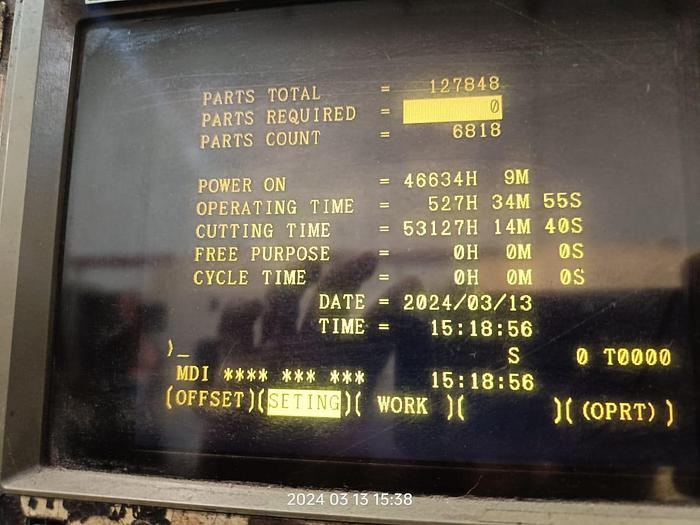 PARTS TOTAL = 127848
PARTS REQUIRED = 0
PARTS COUNT = 6818
POWER ON = 46634H 9M
OPERATING TIME = 527H 34M 55S
CUTTING TIME = 53127H 14M 40S
FREE PURPOSE = 0H 0M 0S
CYCLE TIME = 0H 0M 0S
DATE = 2024/03/13
TIME = 15:18:56
)_
S 0 T0000
MDI **** *** *** 15:18:56
(OFFSET)(SETING)( WORK )( )((OPRT))
2024 03 13 15:38